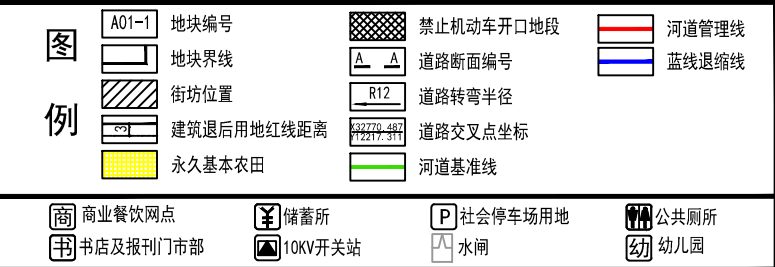 图例
A01-1 地块编号
地块界线
街坊位置
3 建筑退后用地红线距离
永久基本农田
禁止机动车开口地段
A A 道路断面编号
R12 道路转弯半径
X32770.487
Y12217.311 道路交叉点坐标
河道基准线
河道管理线
蓝线退缩线
商 商业餐饮网点
¥ 储蓄所
P 社会停车场用地
公共厕所
书 书店及报刊门市部
10KV开关站
水闸
幼 幼儿园